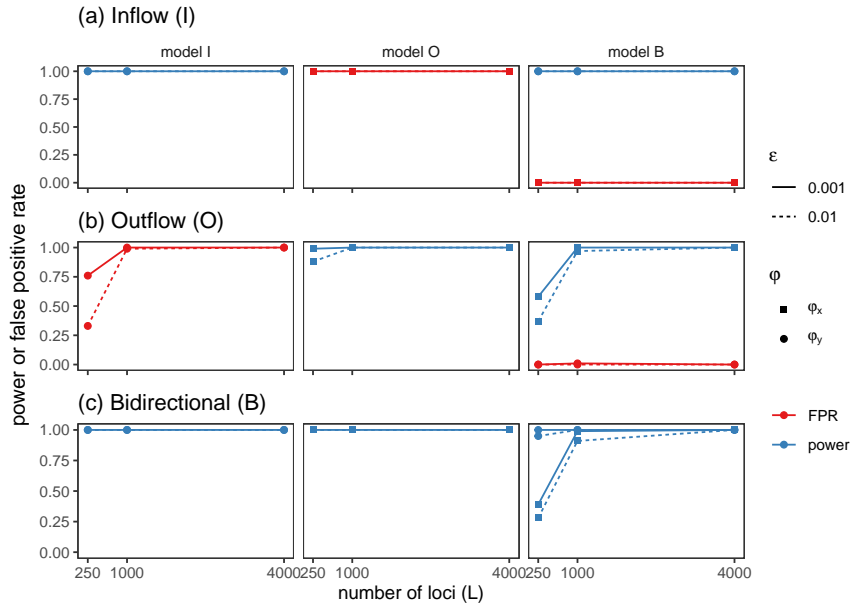 (a) Inflow (I)
model I
model O
model B
1.00
0.75
0.50
0.25
0.00
(b) Outflow (O)
1.00
0.75
0.50
0.25
0.00
(c) Bidirectional (B)
1.00
0.75
0.50
0.25
0.00
250 1000 4000
250 1000 4000
250 1000 4000
number of loci (L)
power or false positive rate
ε
0.001
0.01
φ
φx
φy
FPR
power